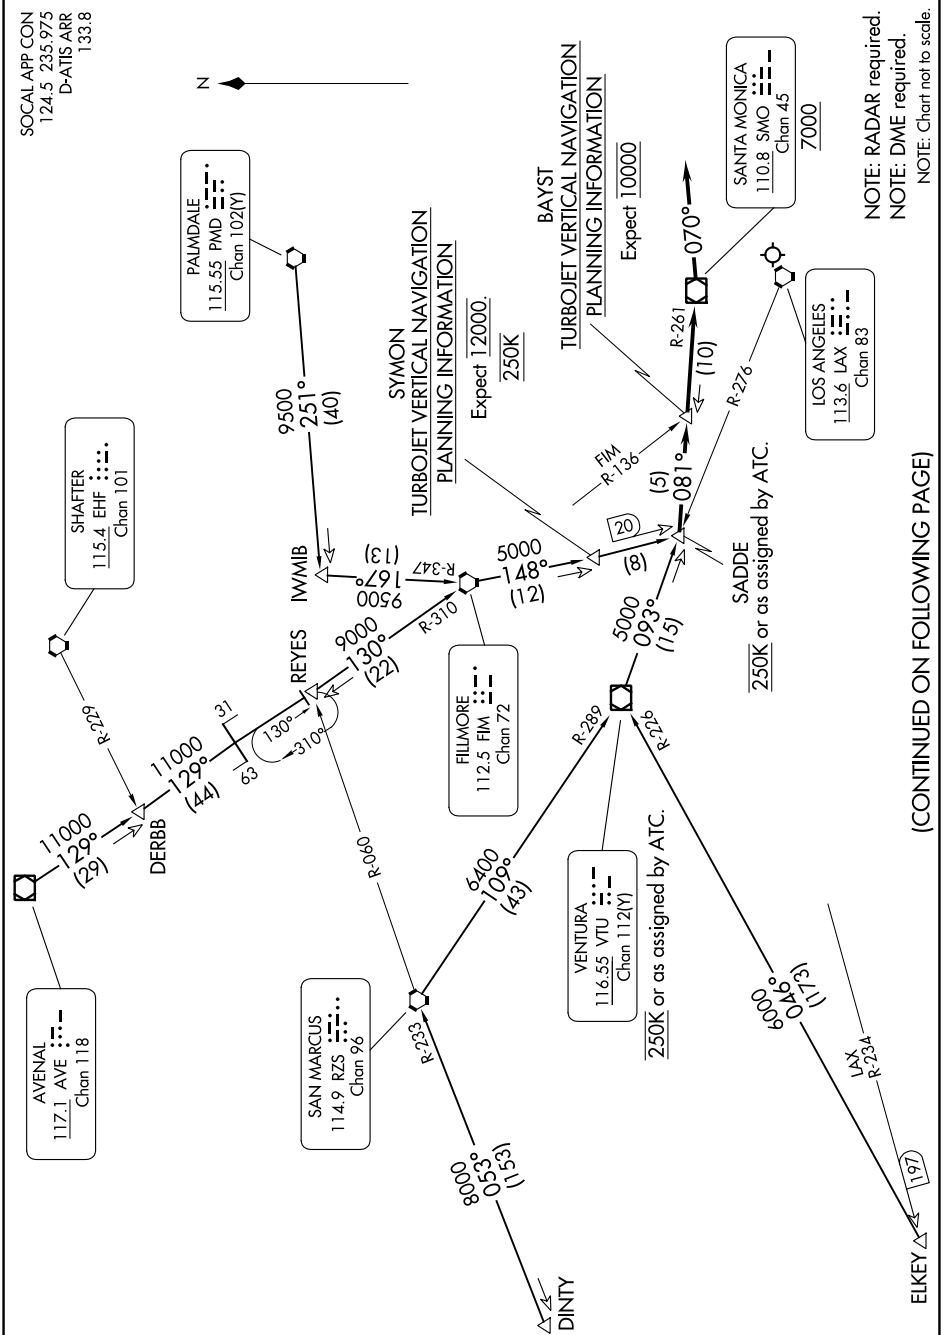 SOCAL APP CON
124.5 235.975
D-ATIS ARR
133.8
N
PALMDALE
115.55 PMD
Chan 102(Y)
SHAFTER
115.4 EHF
Chan 101
AVENAL
117.1 AVE
Chan 118
11000
129°
(29)
R-229
DERBB
11000
129°
(44)
63
31
130°
310°
REYES
9000
130°
(22)
R-310
IWMIB
9500
251°
(40)
9500
167°
(13)
R-347
SYMON
TURBOJET VERTICAL NAVIGATION
PLANNING INFORMATION
Expect 12000.
250K
BAYST
TURBOJET VERTICAL NAVIGATION
PLANNING INFORMATION
Expect 10000
SANTA MONICA
110.8 SMO
Chan 45
7000
070°
R-261
(10)
FIM
R-136
(5)
081°
R-276
LOS ANGELES
113.6 LAX
Chan 83
FILLMORE
112.5 FIM
Chan 72
5000
148°
(12)
20
(8)
SADDE
250K or as assigned by ATC.
5000
093°
(15)
SAN MARCUS
114.9 RZS
Chan 96
R-060
R-233
6400
109°
(43)
R-289
R-226
VENTURA
116.55 VTU
Chan 112(Y)
250K or as assigned by ATC.
8000
053°
(153)
DINTY
6000
046°
(173)
LAX
R-234
197
ELKEY
NOTE: RADAR required.
NOTE: DME required.
NOTE: Chart not to scale.
(CONTINUED ON FOLLOWING PAGE)